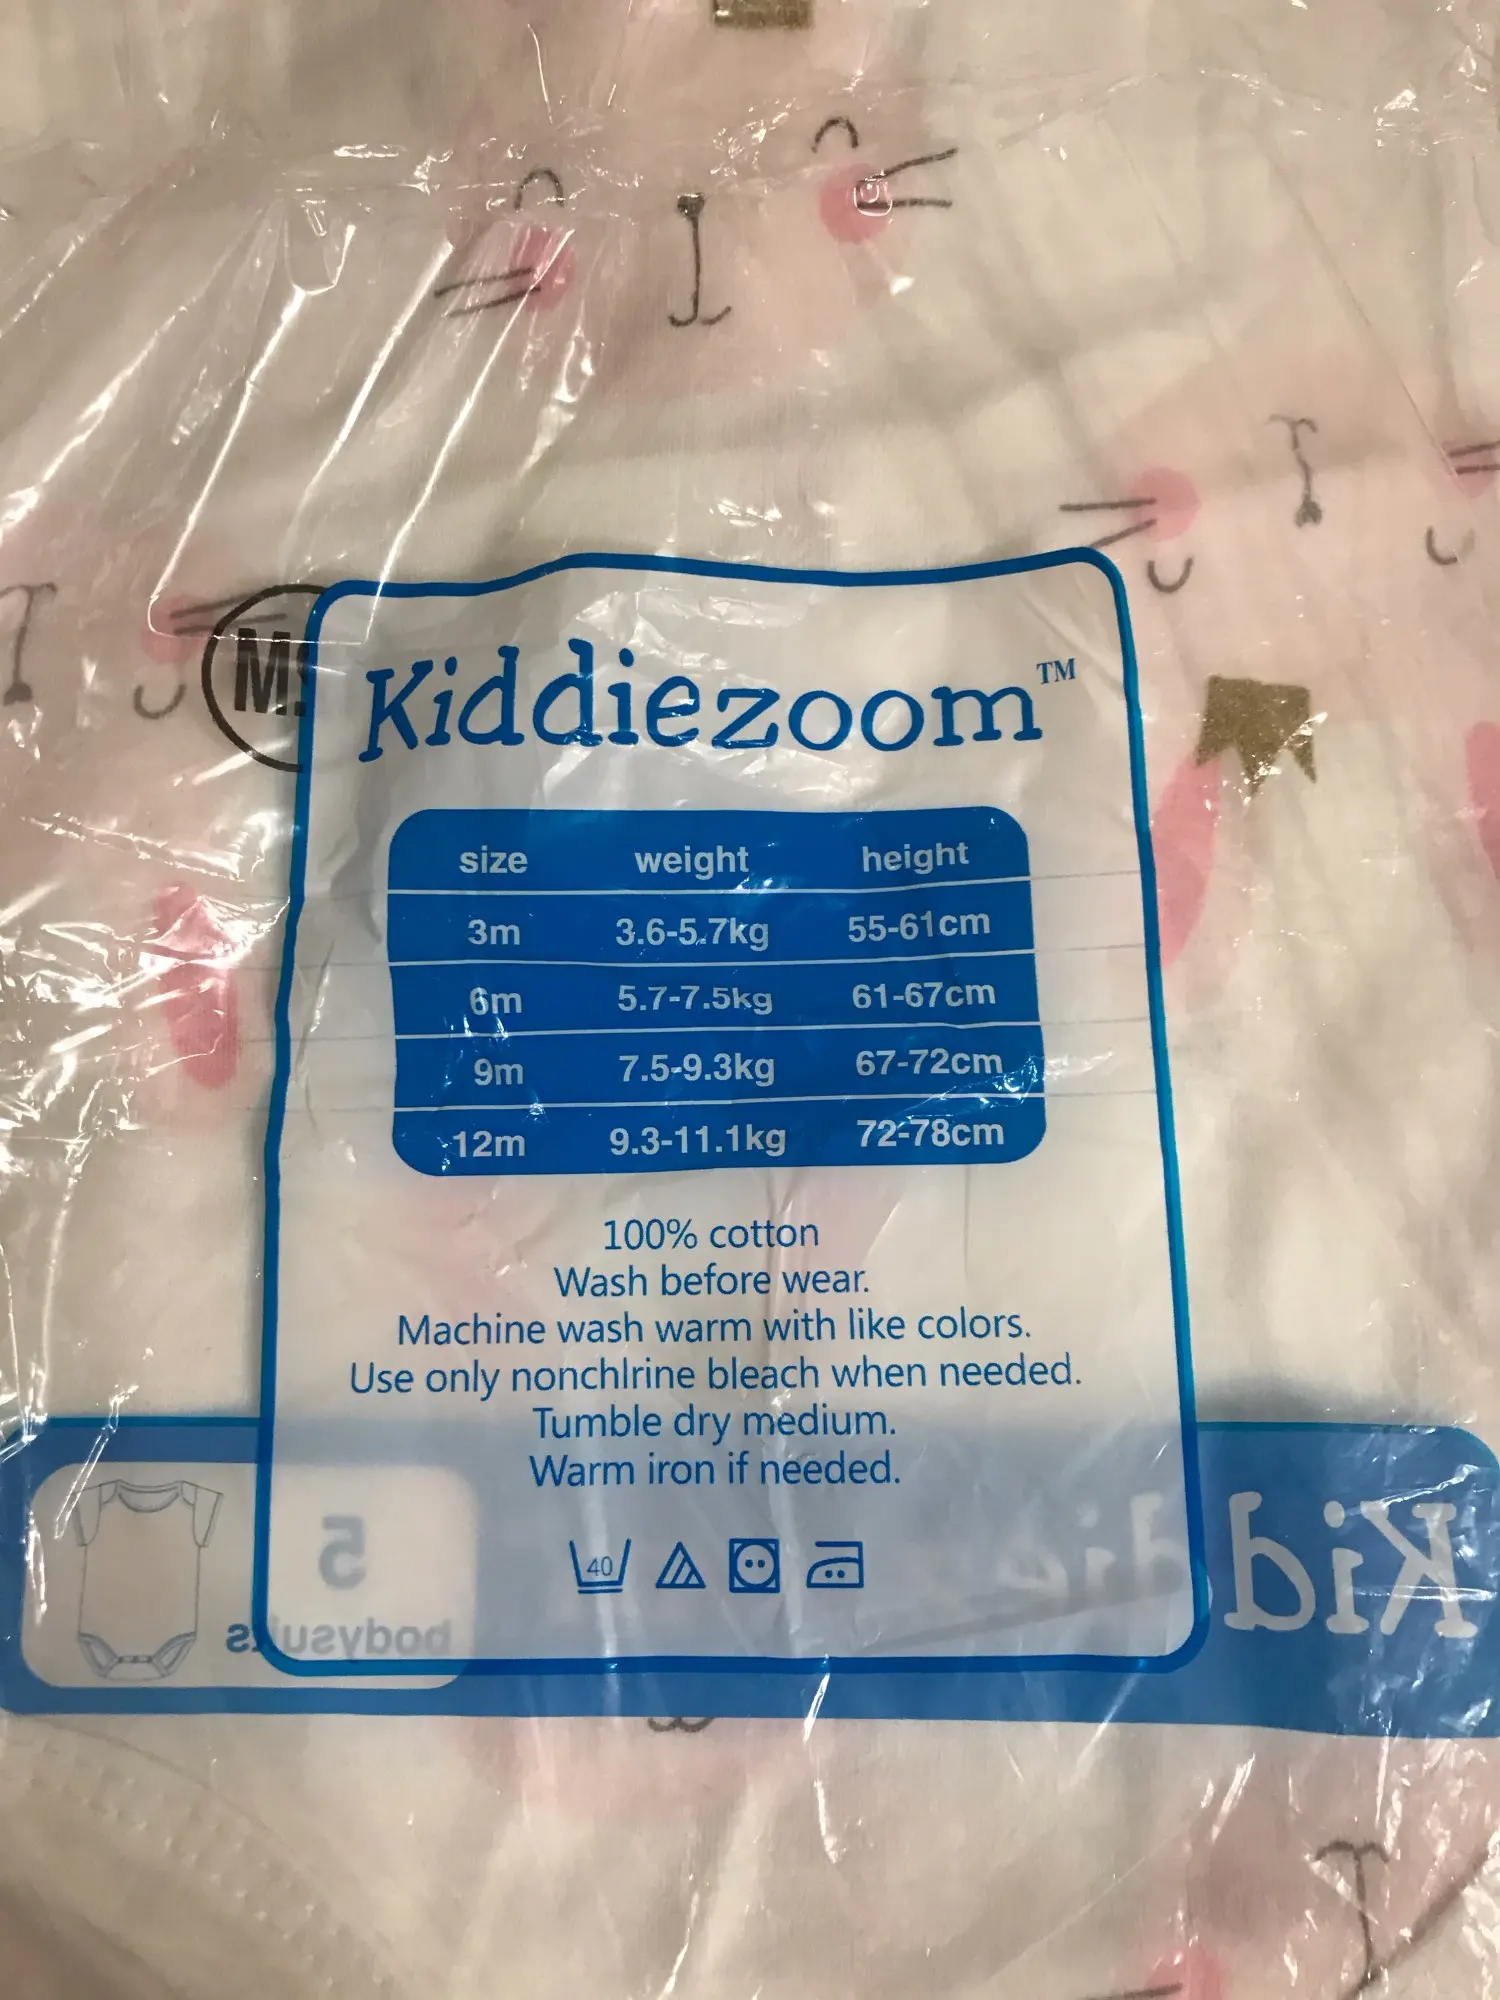 Kiddiezoom™
size weight height
3m 3.6-5.7kg 55-61cm
6m 5.7-7.5kg 61-67cm
9m 7.5-9.3kg 67-72cm
12m 9.3-11.1kg 72-78cm
100% cotton
Wash before wear.
Machine wash warm with like colors.
Use only nonchlrine bleach when needed.
Tumble dry medium.
Warm iron if needed.
40
5
bodysuits
Kiddie